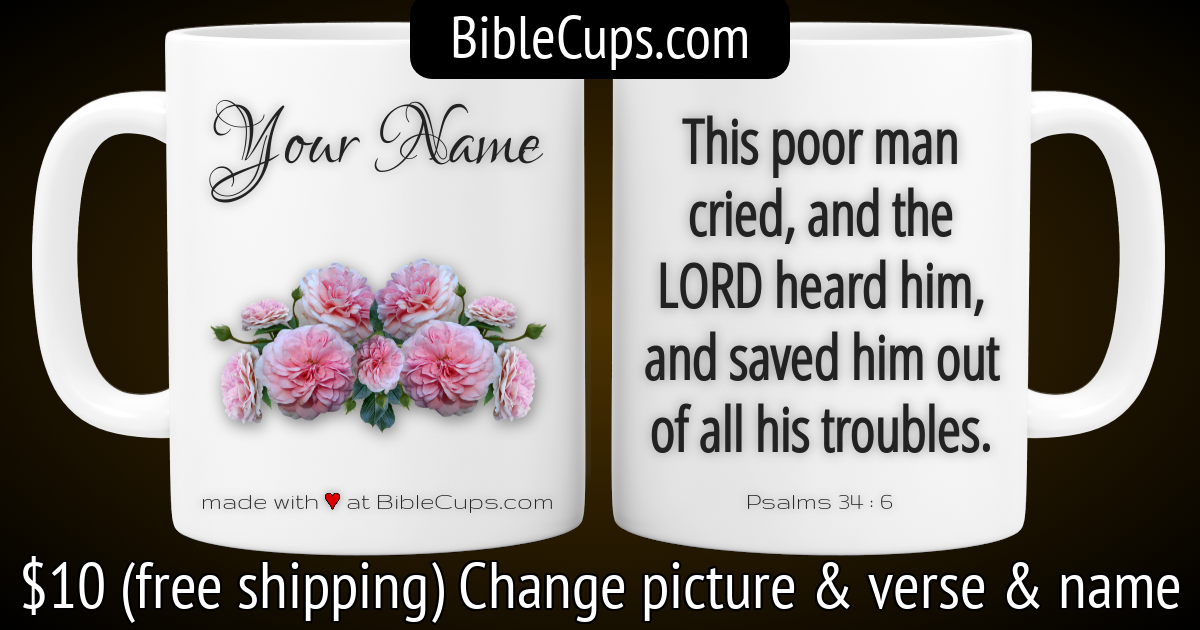 BibleCups.com
Your Name
made with ♥ at BibleCups.com
This poor man
cried, and the
LORD heard him,
and saved him out
of all his troubles.
Psalms 34 : 6
$10 (free shipping) Change picture & verse & name